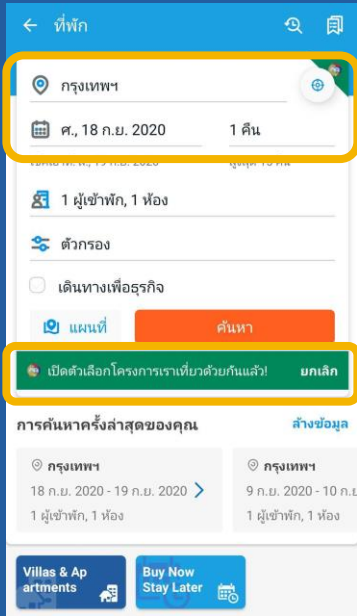 ที่พัก
กรุงเทพฯ
ศ., 18 ก.ย. 2020 1 คืน
1 ผู้เข้าพัก, 1 ห้อง
ตัวกรอง
เดินทางเพื่อธุรกิจ
แผนที่ ค้นหา
เปิดตัวเลือกโครงการเราเที่ยวด้วยกันแล้ว! ยกเลิก
การค้นหาครั้งล่าสุดของคุณ ล้างข้อมูล
กรุงเทพฯ กรุงเทพฯ
18 ก.ย. 2020 - 19 ก.ย. 2020 9 ก.ย. 2020 - 10 ก.ย
1 ผู้เข้าพัก, 1 ห้อง 1 ผู้เข้าพัก, 1 ห้อง
Villas & Ap Buy Now
artments Stay Later